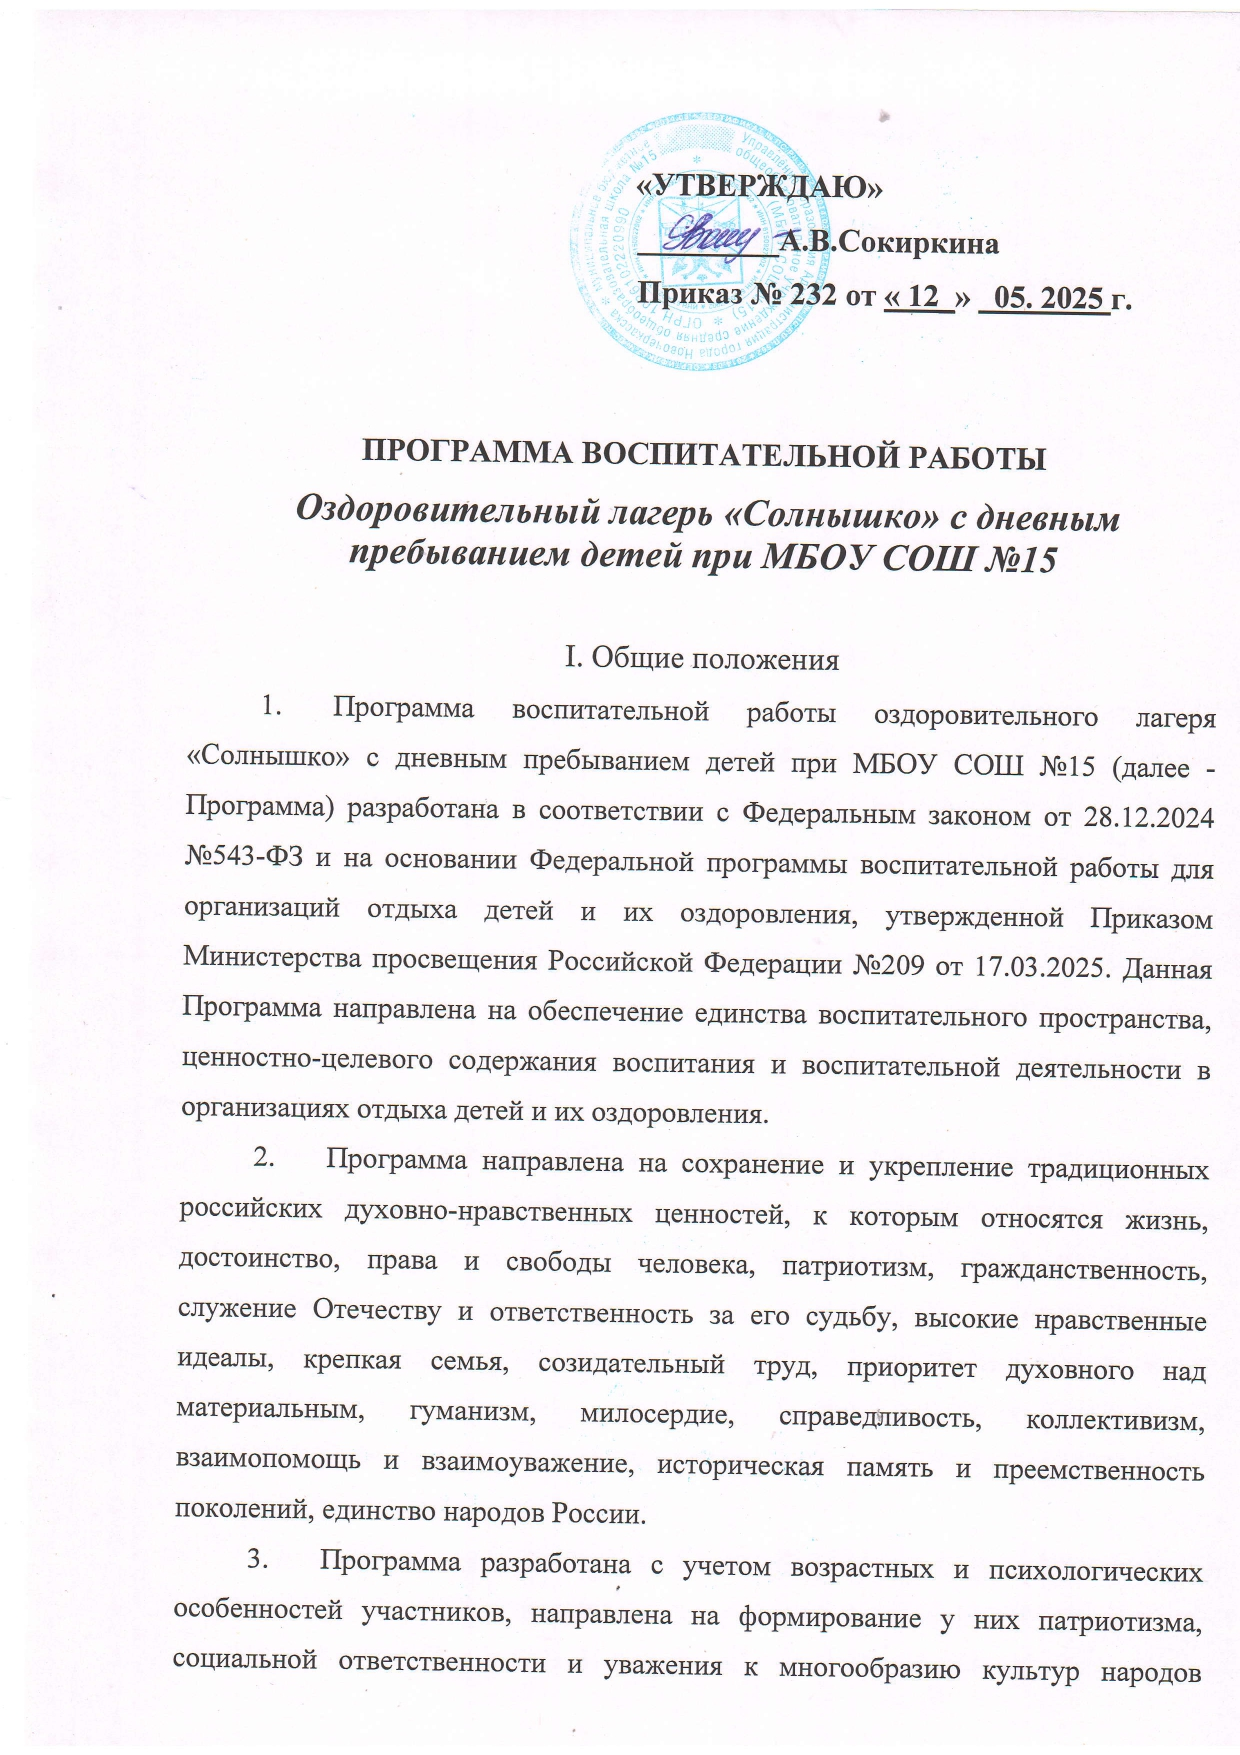 «УТВЕРЖДАЮ»
А.В.Сокиркина
Приказ № 232 от « 12 » 05. 2025 г.
ПРОГРАММА ВОСПИТАТЕЛЬНОЙ РАБОТЫ
Оздоровительный лагерь «Солнышко» с дневным
пребыванием детей при МБОУ СОШ №15
I. Общие положения
1. Программа воспитательной работы оздоровительного лагеря
«Солнышко» с дневным пребыванием детей при МБОУ СОШ №15 (далее -
Программа) разработана в соответствии с Федеральным законом от 28.12.2024
№543-ФЗ и на основании Федеральной программы воспитательной работы для
организаций отдыха детей и их оздоровления, утвержденной Приказом
Министерства просвещения Российской Федерации №209 от 17.03.2025. Данная
Программа направлена на обеспечение единства воспитательного пространства,
ценностно-целевого содержания воспитания и воспитательной деятельности в
организациях отдыха детей и их оздоровления.
2. Программа направлена на сохранение и укрепление традиционных
российских духовно-нравственных ценностей, к которым относятся жизнь,
достоинство, права и свободы человека, патриотизм, гражданственность,
служение Отечеству и ответственность за его судьбу, высокие нравственные
идеалы, крепкая семья, созидательный труд, приоритет духовного над
материальным, гуманизм, милосердие, справедливость, коллективизм,
взаимопомощь и взаимоуважение, историческая память и преемственность
поколений, единство народов России.
3. Программа разработана с учетом возрастных и психологических
особенностей участников, направлена на формирование у них патриотизма,
социальной ответственности и уважения к многообразию культур народов